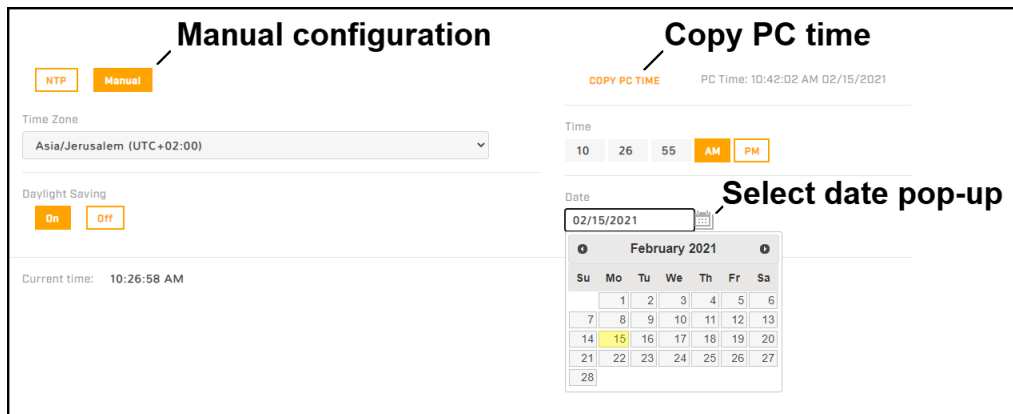 Manual configuration
Copy PC time
NTP Manual
COPY PC TIME PC Time: 10:42:02 AM 02/15/2021
Time Zone
Asia/Jerusalem (UTC+02:00)
Time
10 26 55 AM PM
Daylight Saving
On Off
Date
Select date pop-up
02/15/2021
February 2021
Su Mo Tu We Th Fr Sa
1 2 3 4 5 6
7 8 9 10 11 12 13
14 15 16 17 18 19 20
21 22 23 24 25 26 27
28
Current time: 10:26:58 AM